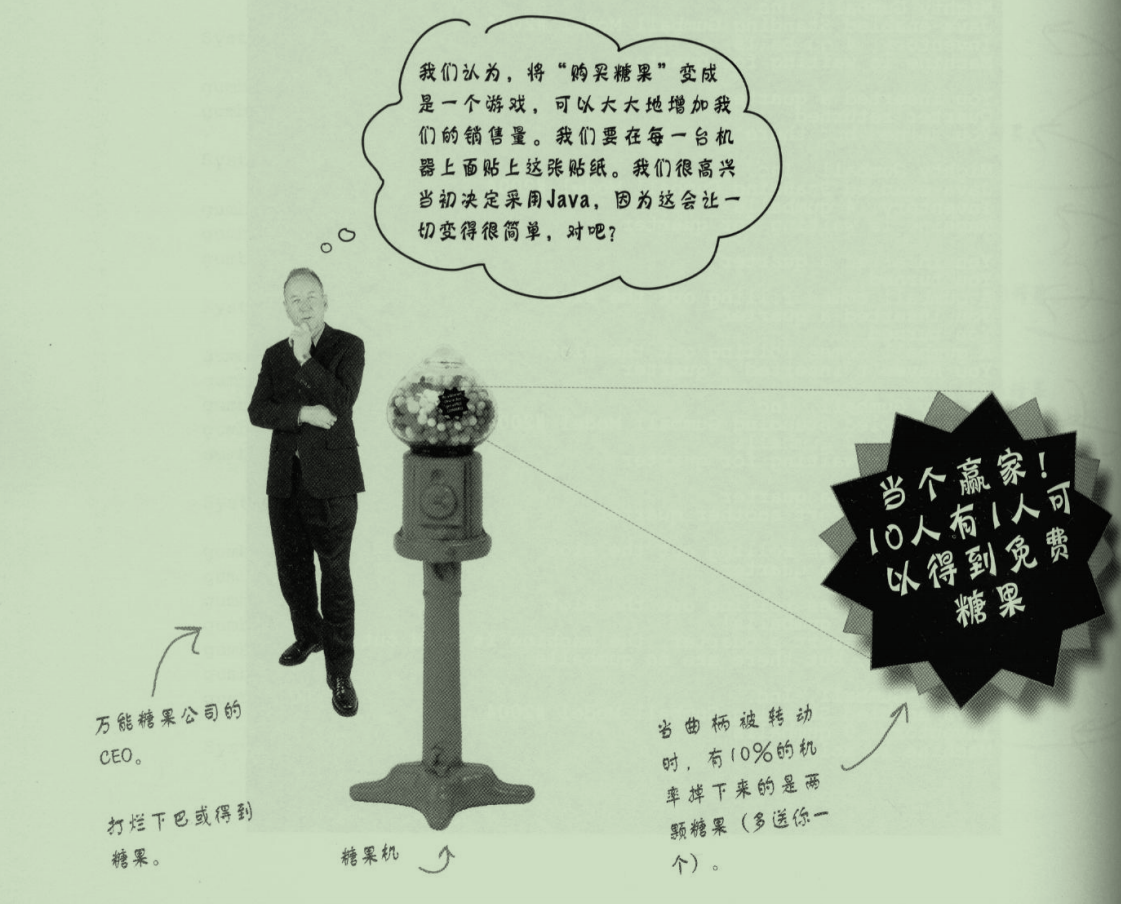 我们认为，将“购买糖果”变成
是一个游戏，可以大大地增加我
们的销售量。我们要在每一台机
器上面贴上这张贴纸。我们很高兴
当初决定采用Java，因为这会让一
切变得很简单，对吧？
当个赢家！
10人有1人可
以得到免费
糖果
万能糖果公司的
CEO。
打烂下巴或得到
糖果。
糖果机
当曲柄被转动
时，有10%的机
率掉下来的是两
颗糖果（多送你一
个）。